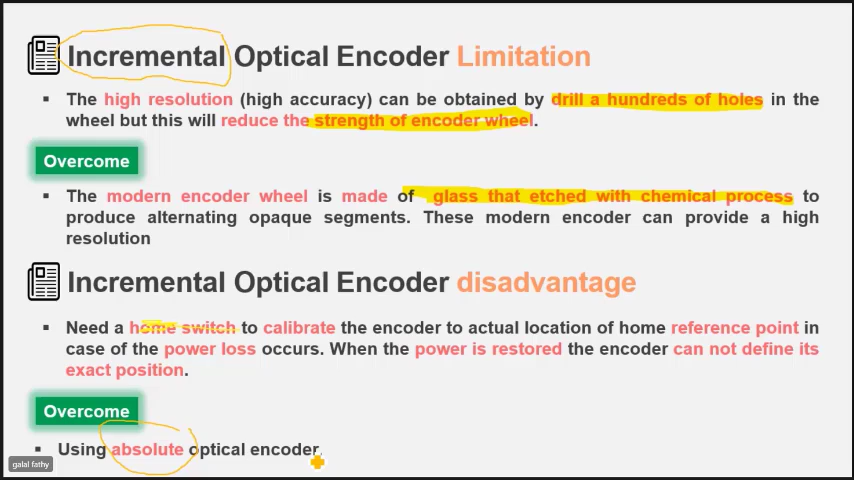 Incremental Optical Encoder Limitation
▪ The high resolution (high accuracy) can be obtained by drill a hundreds of holes in the
wheel but this will reduce the strength of encoder wheel.
Overcome
▪ The modern encoder wheel is made of glass that etched with chemical process to
produce alternating opaque segments. These modern encoder can provide a high
resolution
Incremental Optical Encoder disadvantage
▪ Need a home switch to calibrate the encoder to actual location of home reference point in
case of the power loss occurs. When the power is restored the encoder can not define its
exact position.
Overcome
▪ Using absolute optical encoder.
galal fathy